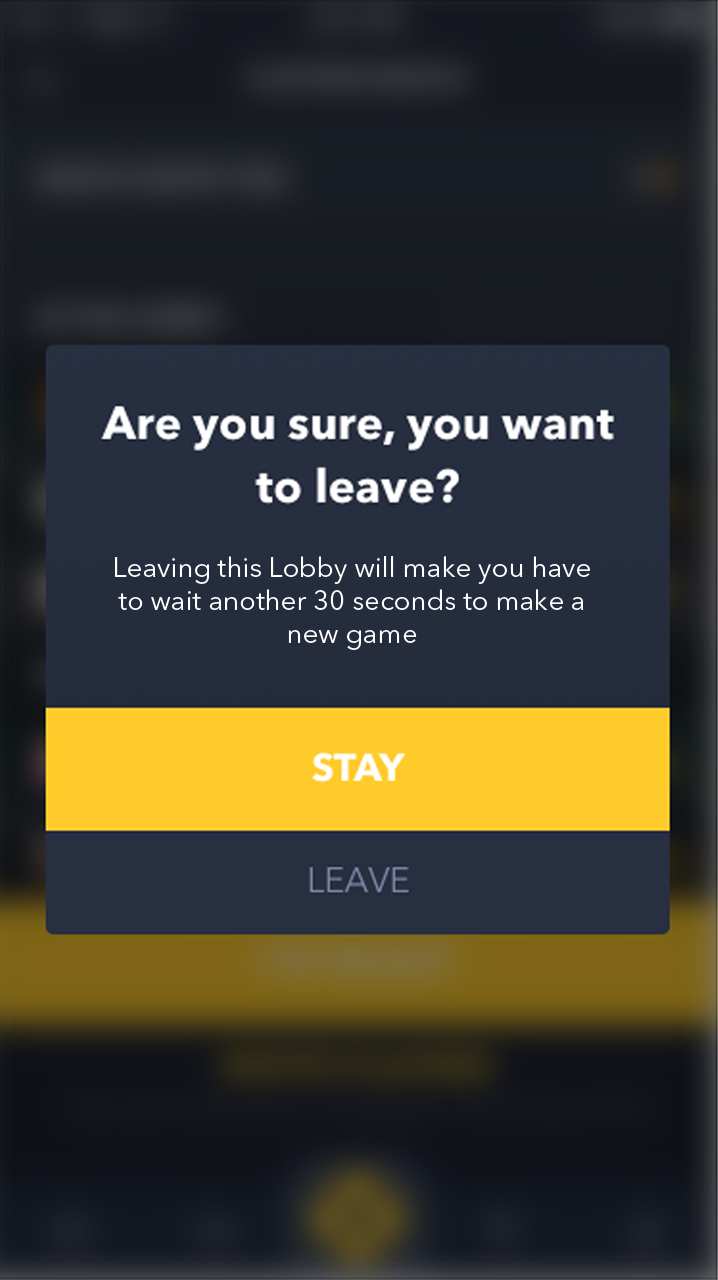 Are you sure, you want
to leave?
Leaving this Lobby will make you have
to wait another 30 seconds to make a
new game
STAY
LEAVE